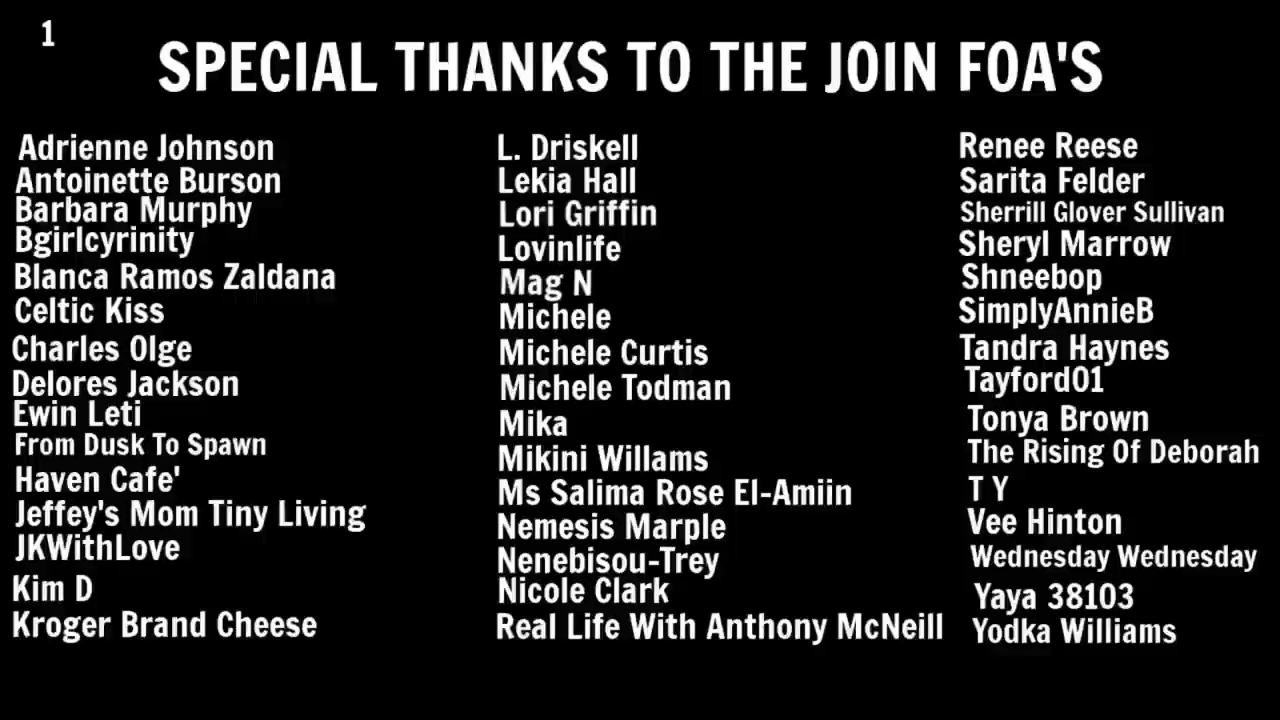 1
SPECIAL THANKS TO THE JOIN FOA'S
Adrienne Johnson
Antoinette Burson
Barbara Murphy
Bgirlcyrinity
Blanca Ramos Zaldana
Celtic Kiss
Charles Olge
Delores Jackson
Ewin Leti
From Dusk To Spawn
Haven Cafe'
Jeffey's Mom Tiny Living
JKWithLove
Kim D
Kroger Brand Cheese
L. Driskell
Lekia Hall
Lori Griffin
Lovinlife
Mag N
Michele
Michele Curtis
Michele Todman
Mika
Mikini Willams
Ms Salima Rose El-Amiin
Nemesis Marple
Nenebisou-Trey
Nicole Clark
Real Life With Anthony McNeill
Renee Reese
Sarita Felder
Sherrill Glover Sullivan
Sheryl Marrow
Shneebop
SimplyAnnieB
Tandra Haynes
Tayford01
Tonya Brown
The Rising Of Deborah
T Y
Vee Hinton
Wednesday Wednesday
Yaya 38103
Yodka Williams